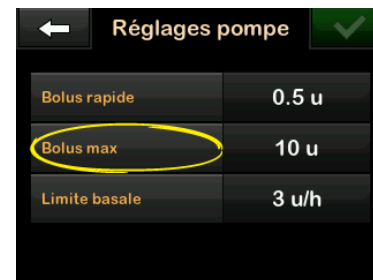 Réglages pompe
Bolus rapide 0.5 u
Bolus max 10 u
Limite basale 3 u/h